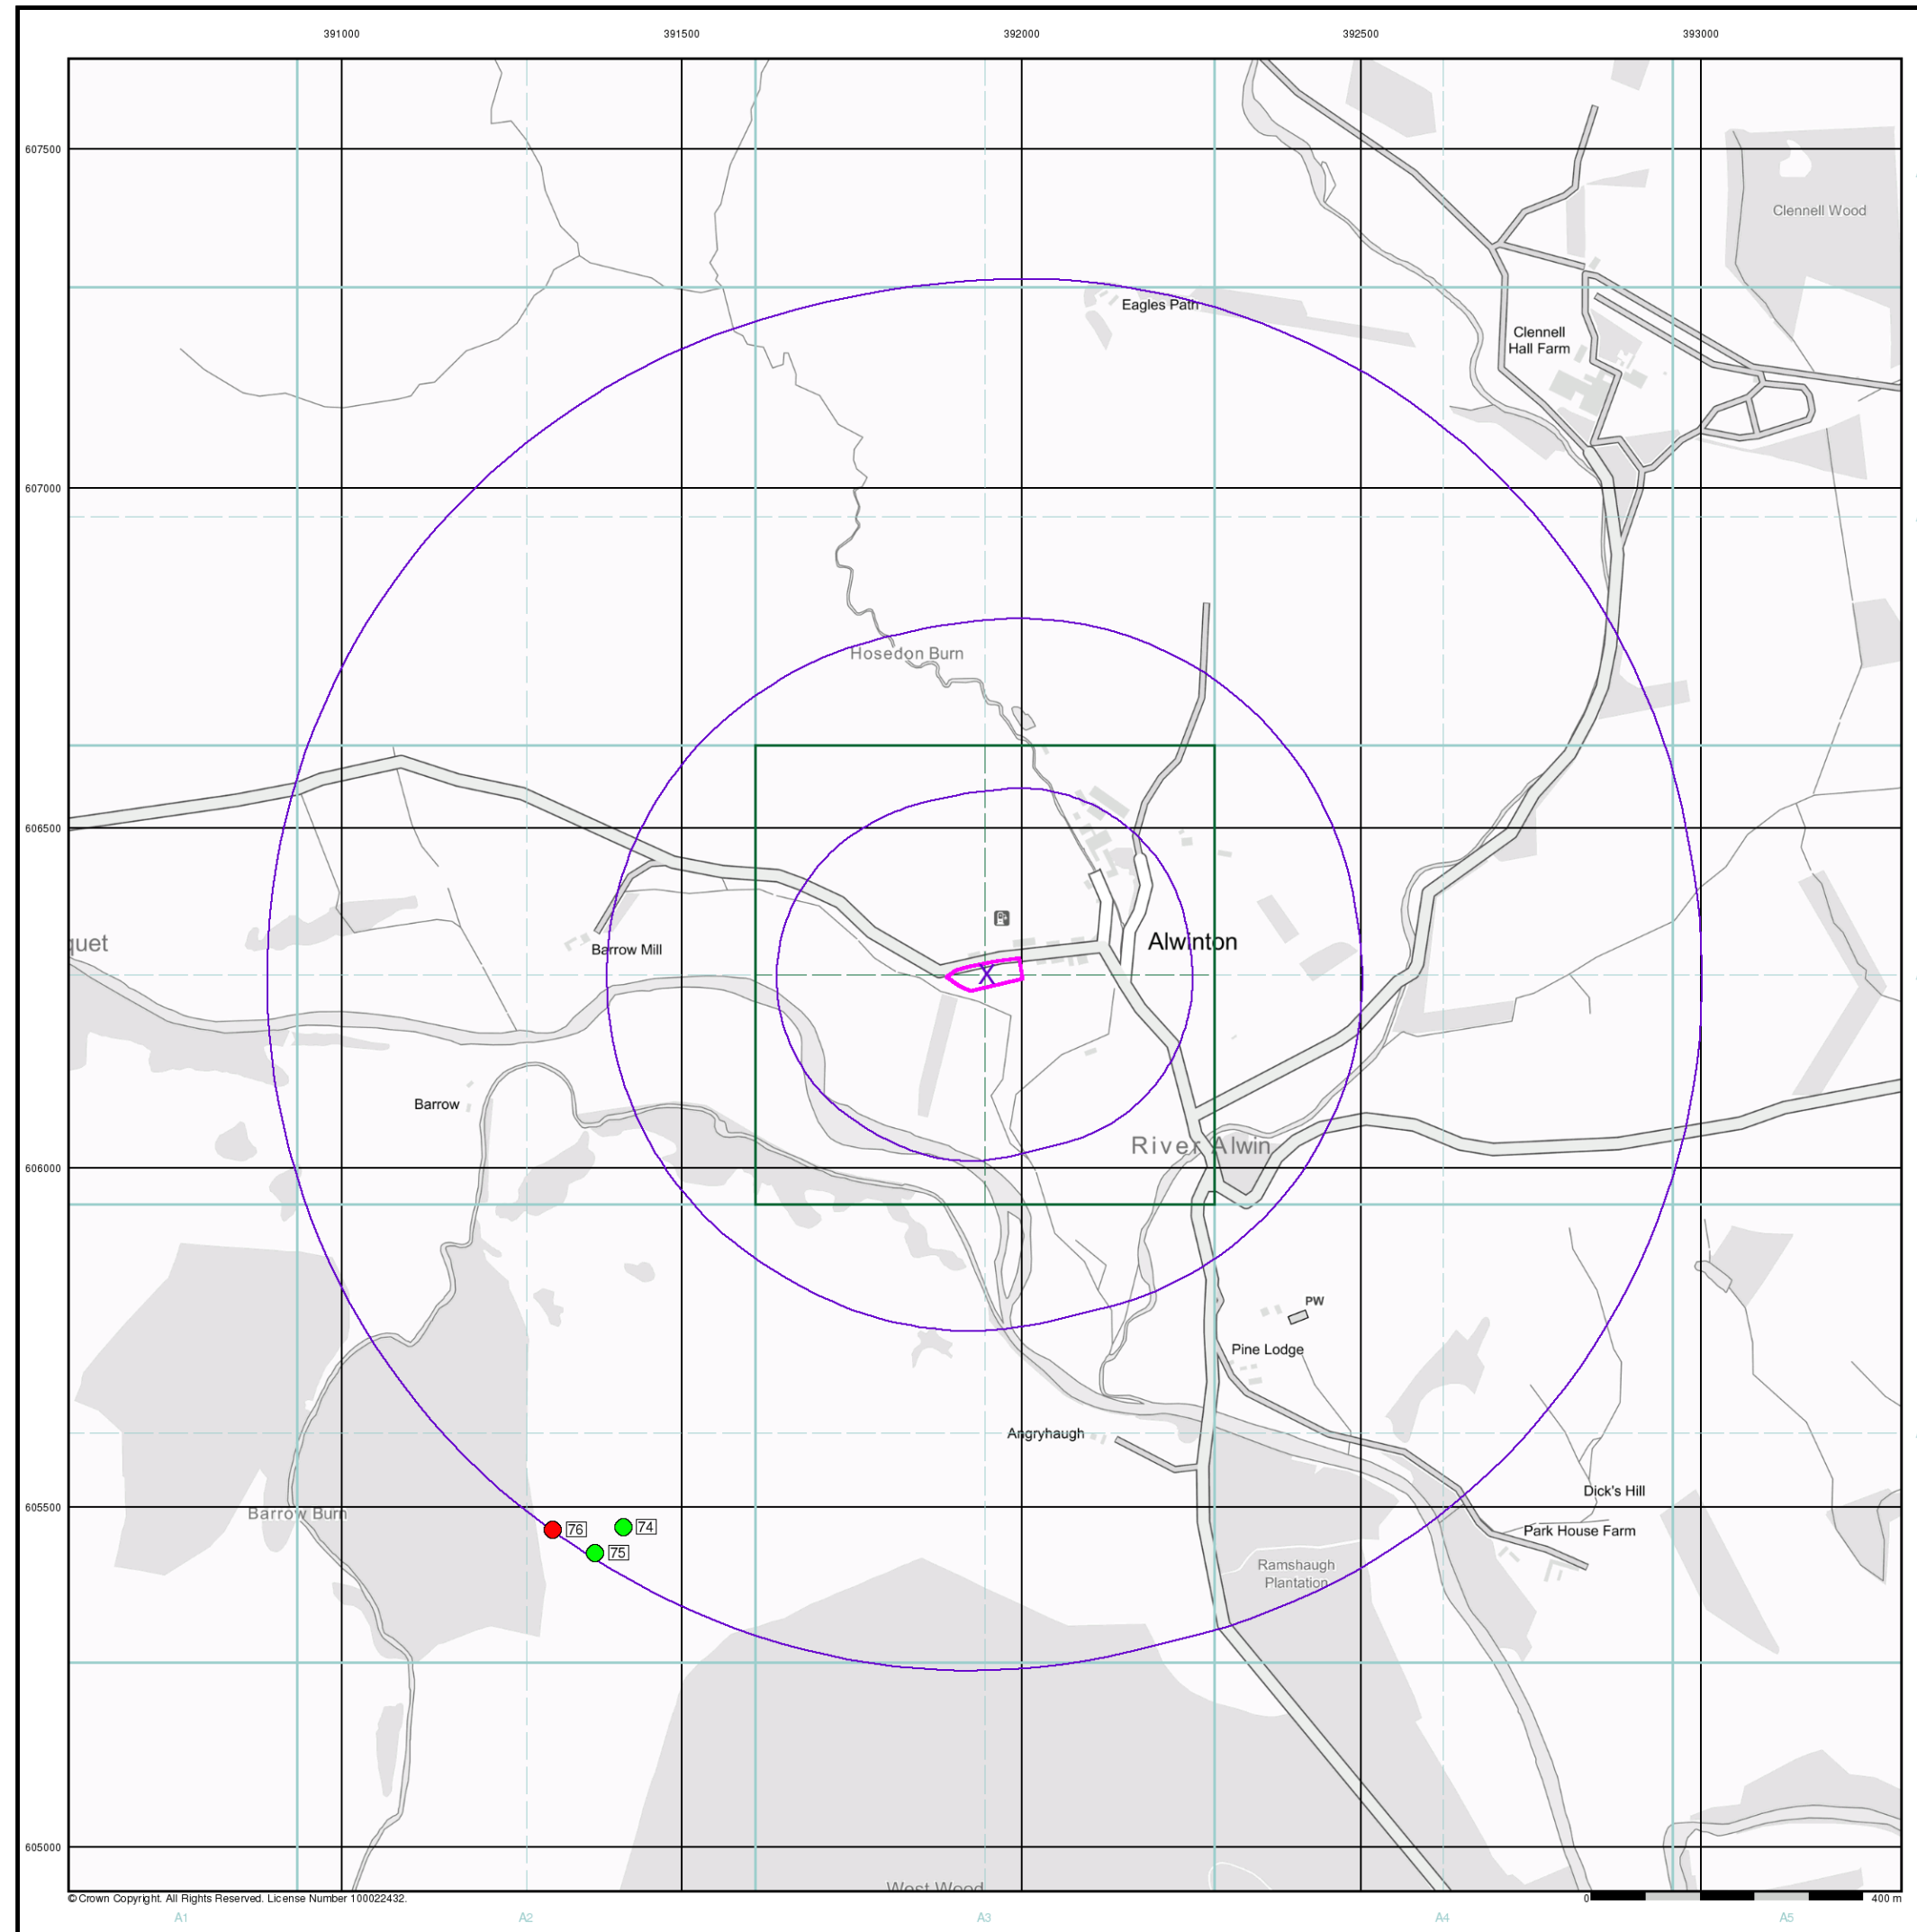 391000 391500 392000 392500 393000
607500
Clennell Wood
Eagles Path
Clennell
Hall Farm
607000
Hosedon Burn
606500
quet
Barrow Mill
Alwinton
X
Barrow
River Alwin
606000
PW
Pine Lodge
Angryhaugh
605500
Barrow Burn
Dick's Hill
76
74
75
Park House Farm
Ramshaugh
Plantation
605000
West Wood
© Crown Copyright. All Rights Reserved. License Number 100022432.
0 400 m
A1 A2 A3 A4 A5